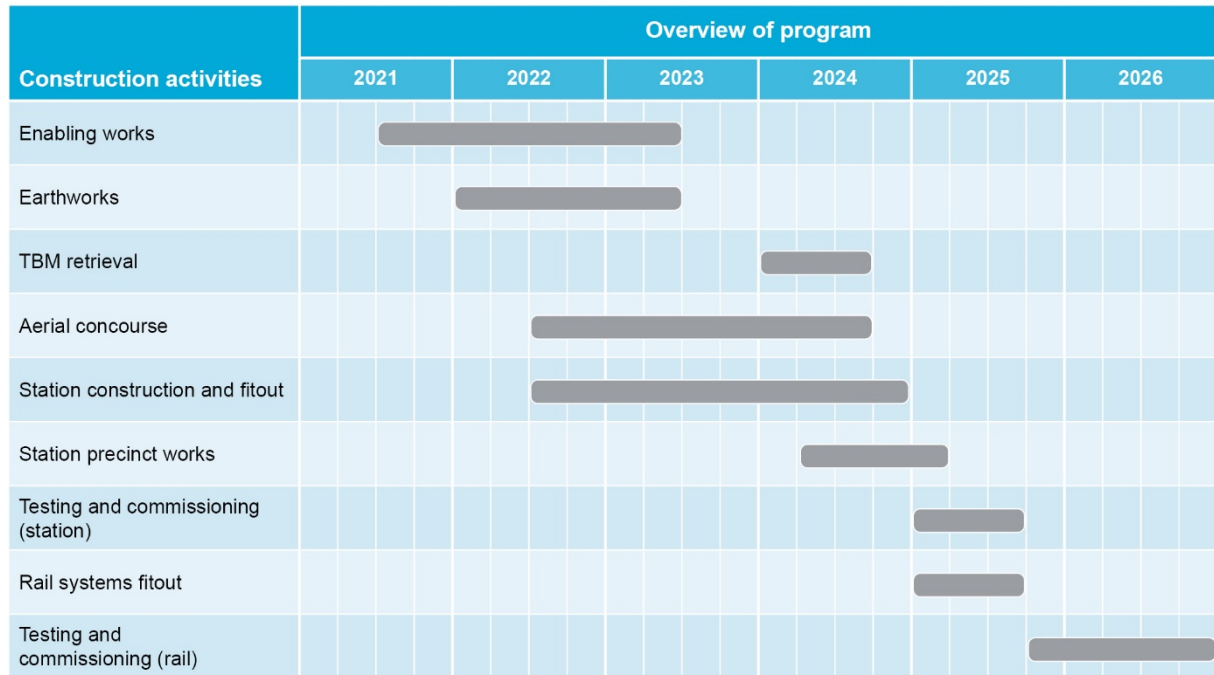 Overview of program
Construction activities
2021
2022
2023
2024
2025
2026
Enabling works
Earthworks
TBM retrieval
Aerial concourse
Station construction and fitout
Station precinct works
Testing and commissioning
(station)
Rail systems fitout
Testing and
commissioning (rail)